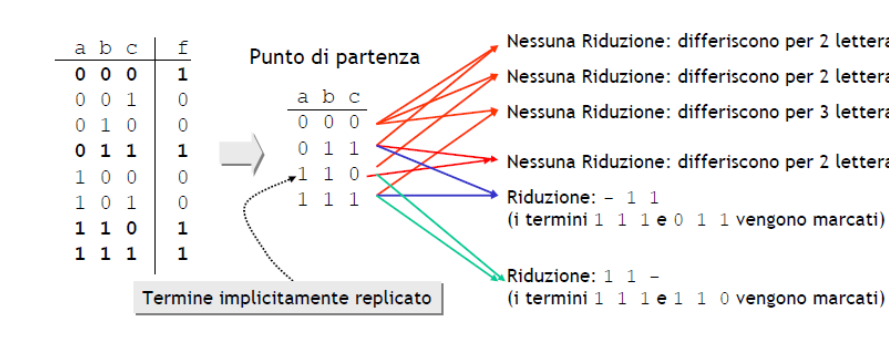 a b c f
0 0 0 1
0 0 1 0
0 1 0 0
0 1 1 1
1 0 0 0
1 0 1 0
1 1 0 1
1 1 1 1
Punto di partenza
a b c
0 0 0
0 1 1
1 1 0
1 1 1
Termine implicitamente replicato
Nessuna Riduzione: differiscono per 2 lettera
Nessuna Riduzione: differiscono per 2 lettera
Nessuna Riduzione: differiscono per 3 lettera
Nessuna Riduzione: differiscono per 2 lettera
Riduzione: – 1 1
(i termini 1 1 1 e 0 1 1 vengono marcati)
Riduzione: 1 1 –
(i termini 1 1 1 e 1 1 0 vengono marcati)